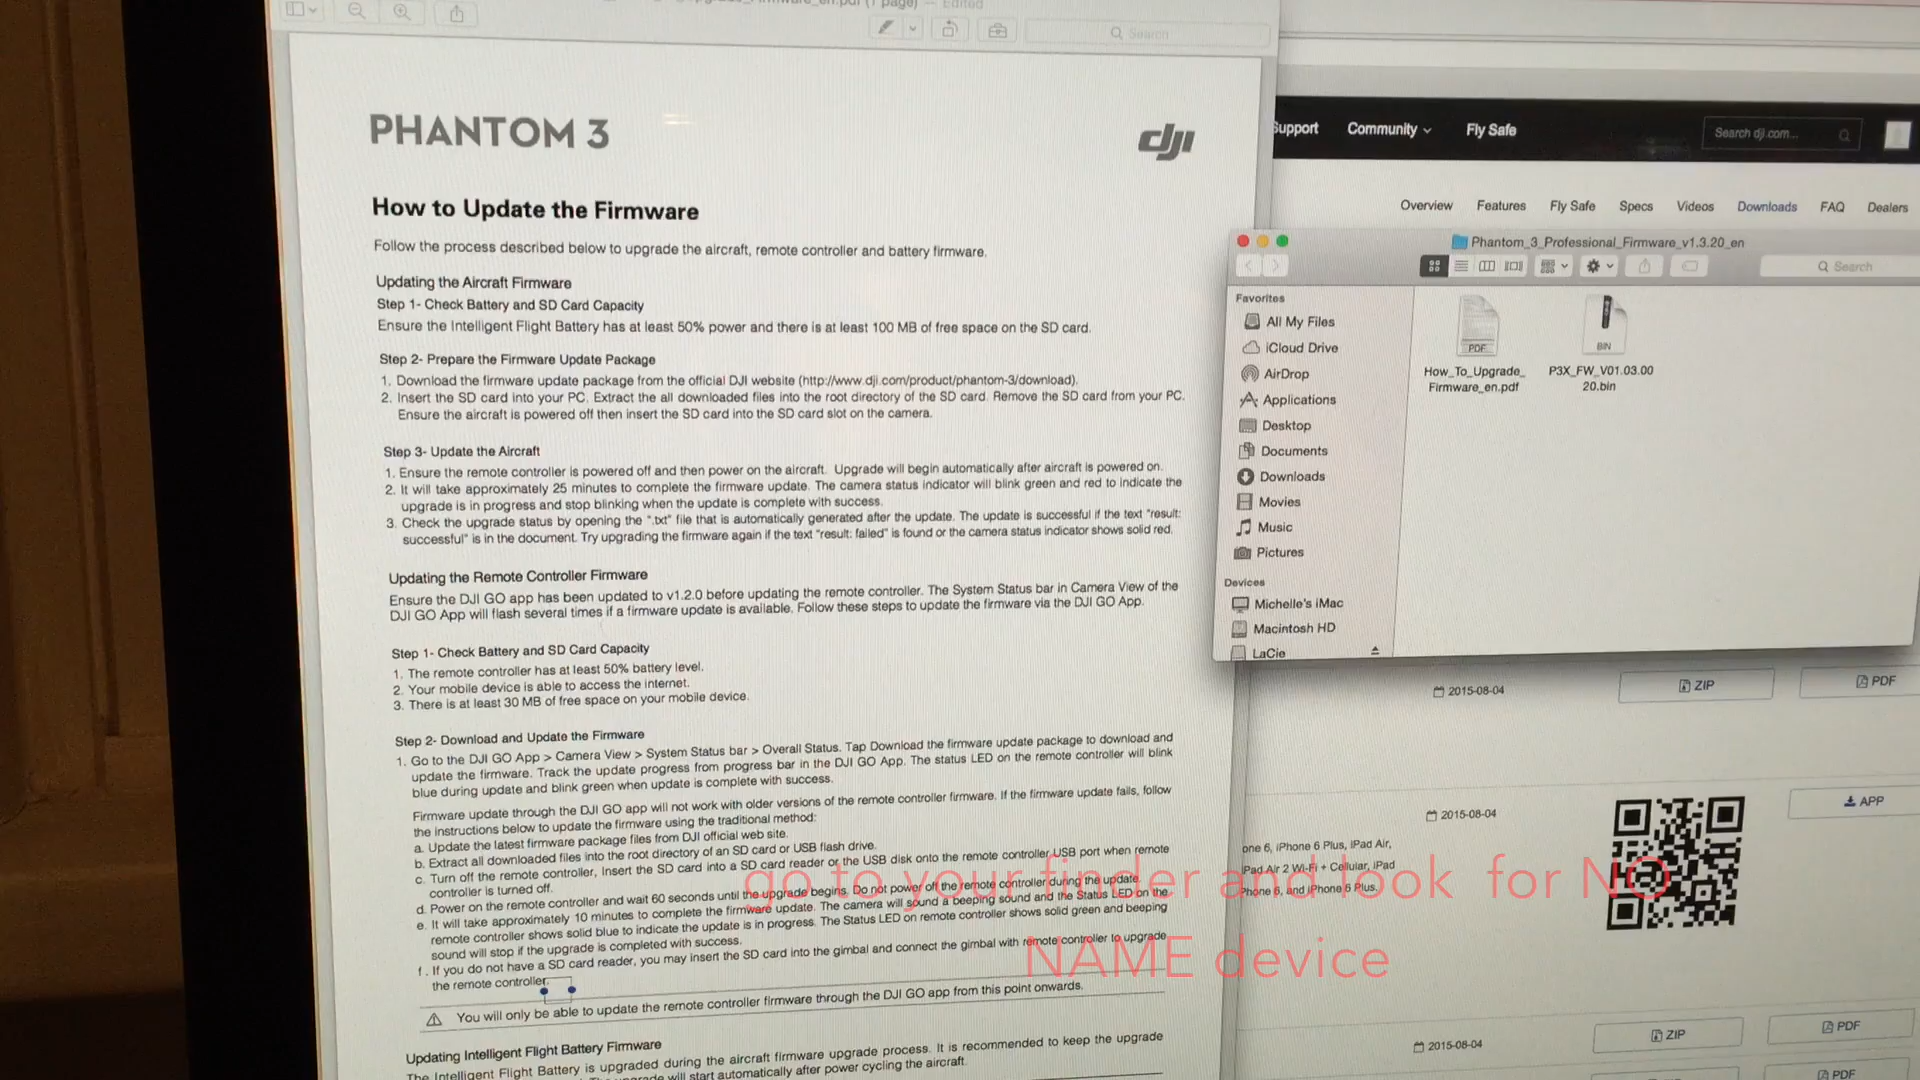 Edited
Search
PHANTOM 3
dji
How to Update the Firmware
Follow the process described below to upgrade the aircraft, remote controller and battery firmware.
Updating the Aircraft Firmware
Step 1- Check Battery and SD Card Capacity
Ensure the Intelligent Flight Battery has at least 50% power and there is at least 100 MB of free space on the SD card.
Step 2- Prepare the Firmware Update Package
1. Download the firmware update package from the official DJI website (http://www.dji.com/product/phantom-3/download).
2. Insert the SD card into your PC. Extract the all downloaded files into the root directory of the SD card. Remove the SD card from your PC.
Ensure the aircraft is powered off then insert the SD card into the SD card slot on the camera.
Step 3- Update the Aircraft
1. Ensure the remote controller is powered off and then power on the aircraft. Upgrade will begin automatically after aircraft is powered on.
2. It will take approximately 25 minutes to complete the firmware update. The camera status indicator will blink green and red to indicate the
upgrade is in progress and stop blinking when the update is complete with success.
3. Check the upgrade status by opening the ".txt" file that is automatically generated after the update. The update is successful if the text "result:
successful" is in the document. Try upgrading the firmware again if the text "result: failed" is found or the camera status indicator shows solid red.
Updating the Remote Controller Firmware
Ensure the DJI GO app has been updated to v1.2.0 before updating the remote controller. The System Status bar in Camera View of the
DJI GO App will flash several times if a firmware update is available. Follow these steps to update the firmware via the DJI GO App.
Step 1- Check Battery and SD Card Capacity
1. The remote controller has at least 50% battery level.
2. Your mobile device is able to access the internet.
3. There is at least 30 MB of free space on your mobile device.
Step 2- Download and Update the Firmware
1. Go to the DJI GO App > Camera View > System Status bar > Overall Status. Tap Download the firmware update package to download and
update the firmware. Track the update progress from progress bar in the DJI GO App. The status LED on the remote controller will blink
blue during update and blink green when update is complete with success.
Firmware update through the DJI GO app will not work with older versions of the remote controller firmware. If the firmware update fails, follow
the instructions below to update the firmware using the traditional method:
a. Update the latest firmware package files from DJI official web site.
b. Extract all downloaded files into the root directory of an SD card or USB flash drive.
c. Turn off the remote controller, Insert the SD card into a SD card reader or the USB disk onto the remote controller USB port when remote
controller is turned off.
d. Power on the remote controller and wait 60 seconds until the upgrade begins. Do not power off the remote controller during the update.
e. It will take approximately 10 minutes to complete the firmware update. The camera will sound a beeping sound and the Status LED on the
remote controller shows solid blue to indicate the update is in progress. The Status LED on remote controller shows solid green and beeping
sound will stop if the upgrade is completed with success.
f. If you do not have a SD card reader, you may insert the SD card into the gimbal and connect the gimbal with remote controller to upgrade
the remote controller.
You will only be able to update the remote controller firmware through the DJI GO app from this point onwards.
Updating Intelligent Flight Battery Firmware
The Intelligent Flight Battery is upgraded during the aircraft firmware upgrade process. It is recommended to keep the upgrade
will start automatically after power cycling the aircraft.
Support Community Fly Safe Search dji.com...
Overview Features Fly Safe Specs Videos Downloads FAQ Dealers
Phantom_3_Professional_Firmware_v1.3.20_en
Search
Favorites
All My Files
iCloud Drive
AirDrop
Applications
Desktop
Documents
Downloads
Movies
Music
Pictures
Devices
Michelle's iMac
Macintosh HD
LaCie
PDF
How_To_Upgrade_
Firmware_en.pdf
BIN
P3X_FW_V01.03.00
20.bin
2015-08-04 ZIP PDF
2015-08-04 APP
one 6, iPhone 6 Plus, iPad Air,
iPad Air 2 Wi-Fi + Cellular, iPad
Phone 6, and iPhone 6 Plus.
go to your finder and look for NO
NAME device
2015-08-04 ZIP PDF
PDF